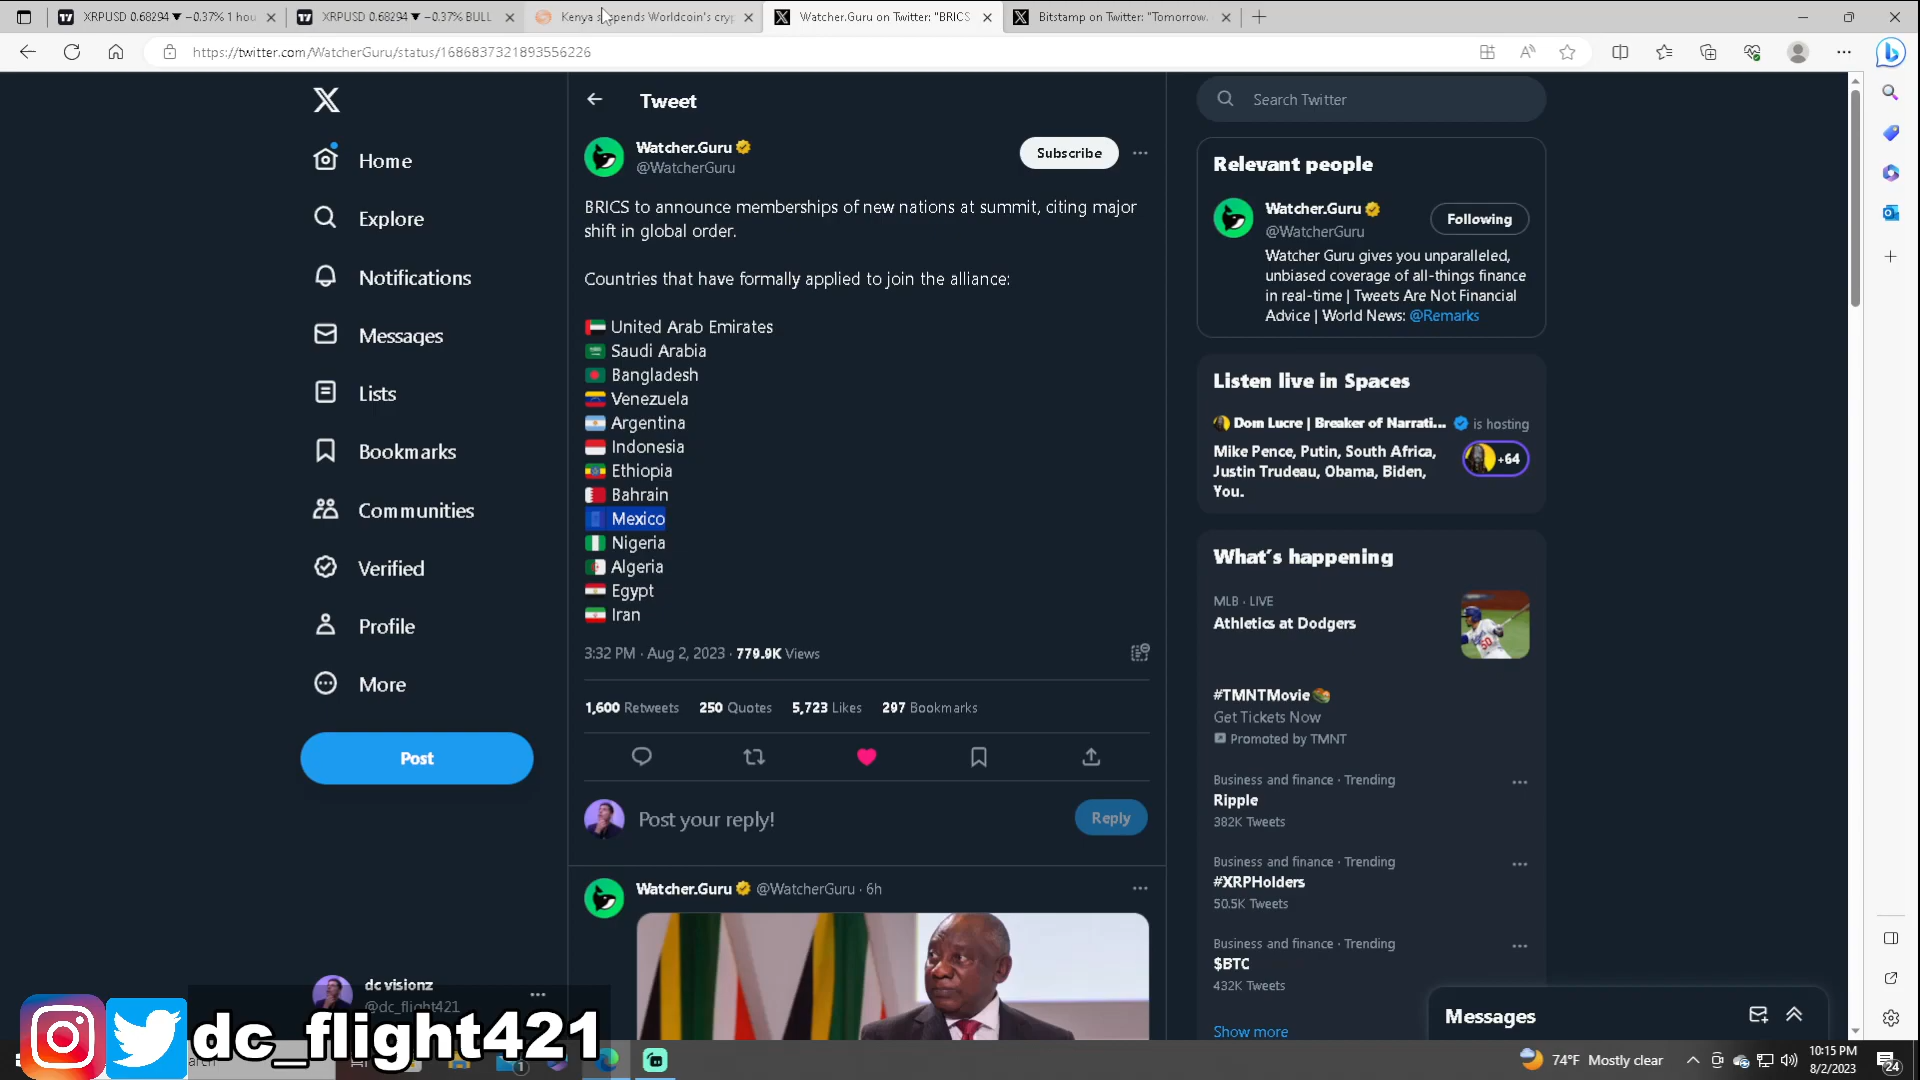 XRPUSD 0.68294 ▼ −0.37% 1 hou
XRPUSD 0.68294 ▼ −0.37% BULL
Watcher.Guru on Twitter: "BRICS
Bitstamp on Twitter: "Tomorrow,
https://twitter.com/WatcherGuru/status/1686837321893556226
Home
Explore
Notifications
Messages
Lists
Bookmarks
Communities
Verified
Profile
More
Post
dc visionz
@dc_flight421
dc_flight421
Tweet
Watcher.Guru
@WatcherGuru
Subscribe
BRICS to announce memberships of new nations at summit, citing major
shift in global order.
Countries that have formally applied to join the alliance:
United Arab Emirates
Saudi Arabia
Bangladesh
Venezuela
Argentina
Indonesia
Ethiopia
Bahrain
Mexico
Nigeria
Algeria
Egypt
Iran
3:32 PM · Aug 2, 2023 · 779.9K Views
1,600 Retweets 250 Quotes 5,723 Likes 297 Bookmarks
Post your reply!
Reply
Watcher.Guru @WatcherGuru · 6h
Search Twitter
Relevant people
Watcher.Guru
@WatcherGuru
Following
Watcher Guru gives you unparalleled,
unbiased coverage of all-things finance
in real-time | Tweets Are Not Financial
Advice | World News: @Remarks
Listen live in Spaces
Dom Lucre | Breaker of Narrati... is hosting
Mike Pence, Putin, South Africa,
Justin Trudeau, Obama, Biden,
You.
+64
What's happening
MLB · LIVE
Athletics at Dodgers
#TMNTMovie
Get Tickets Now
Promoted by TMNT
Business and finance · Trending
Ripple
382K Tweets
Business and finance · Trending
#XRPHolders
50.5K Tweets
Business and finance · Trending
$BTC
432K Tweets
Show more
Messages
74°F Mostly clear
10:15 PM
8/2/2023
24